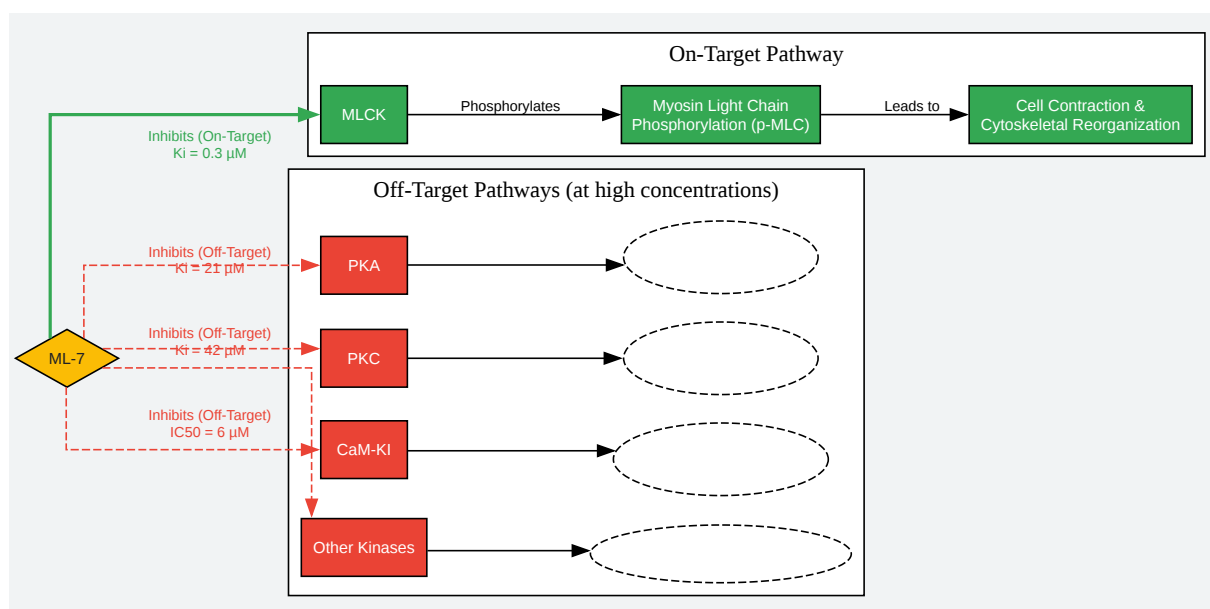 On-Target Pathway
MLCK
Phosphorylates
Myosin Light Chain
Phosphorylation (p-MLC)
Leads to
Cell Contraction &
Cytoskeletal Reorganization
Inhibits (On-Target)
Ki = 0.3 µM
Off-Target Pathways (at high concentrations)
Inhibits (Off-Target)
Ki = 21 µM
PKA
Inhibits (Off-Target)
Ki = 42 µM
PKC
ML-7
Inhibits (Off-Target)
IC50 = 6 µM
CaM-KI
Other Kinases